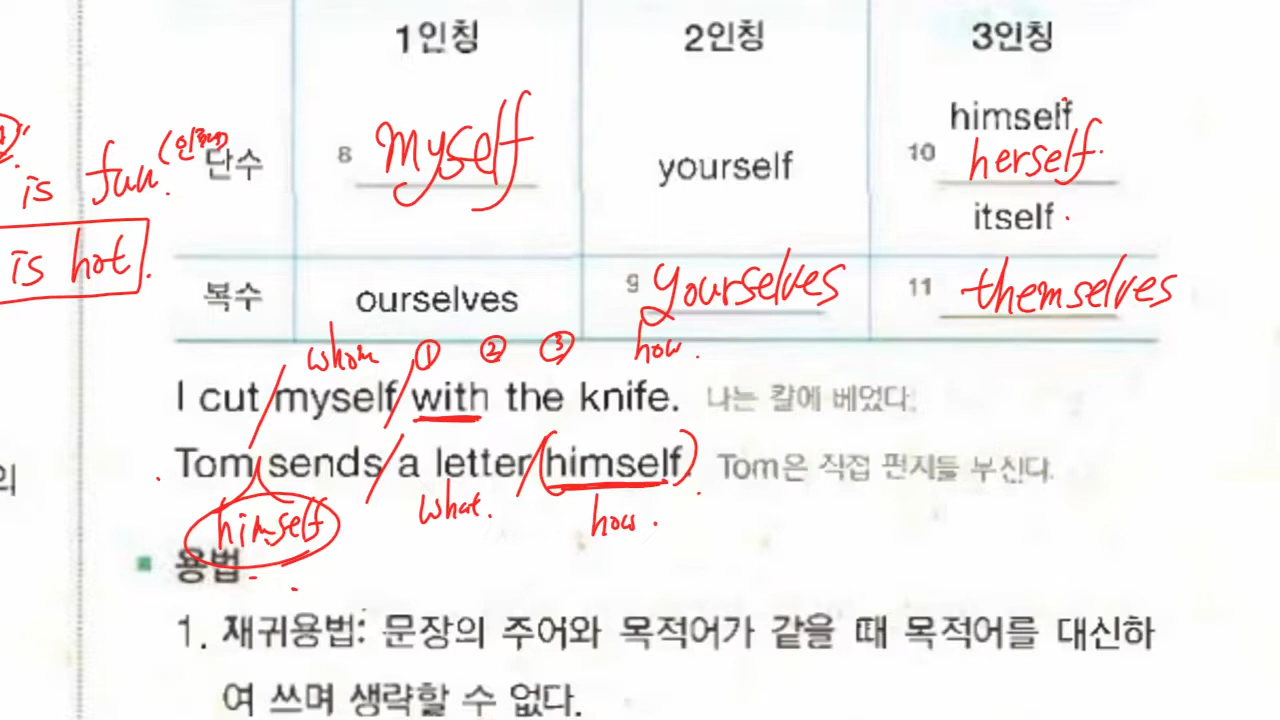 1인칭 2인칭 3인칭
himself
is fun. 단수 8 myself yourself 10 herself.
itself
is hot. 복수 ourselves 9 yourselves 11 themselves
whom ① ② ③ how.
I cut myself with the knife. 나는 칼에 베었다.
Tom sends a letter himself. Tom은 직접 편지를 부친다.
himself what. how.
용법
1. 재귀용법: 문장의 주어와 목적어가 같을 때 목적어를 대신하
여 쓰며 생략할 수 없다.